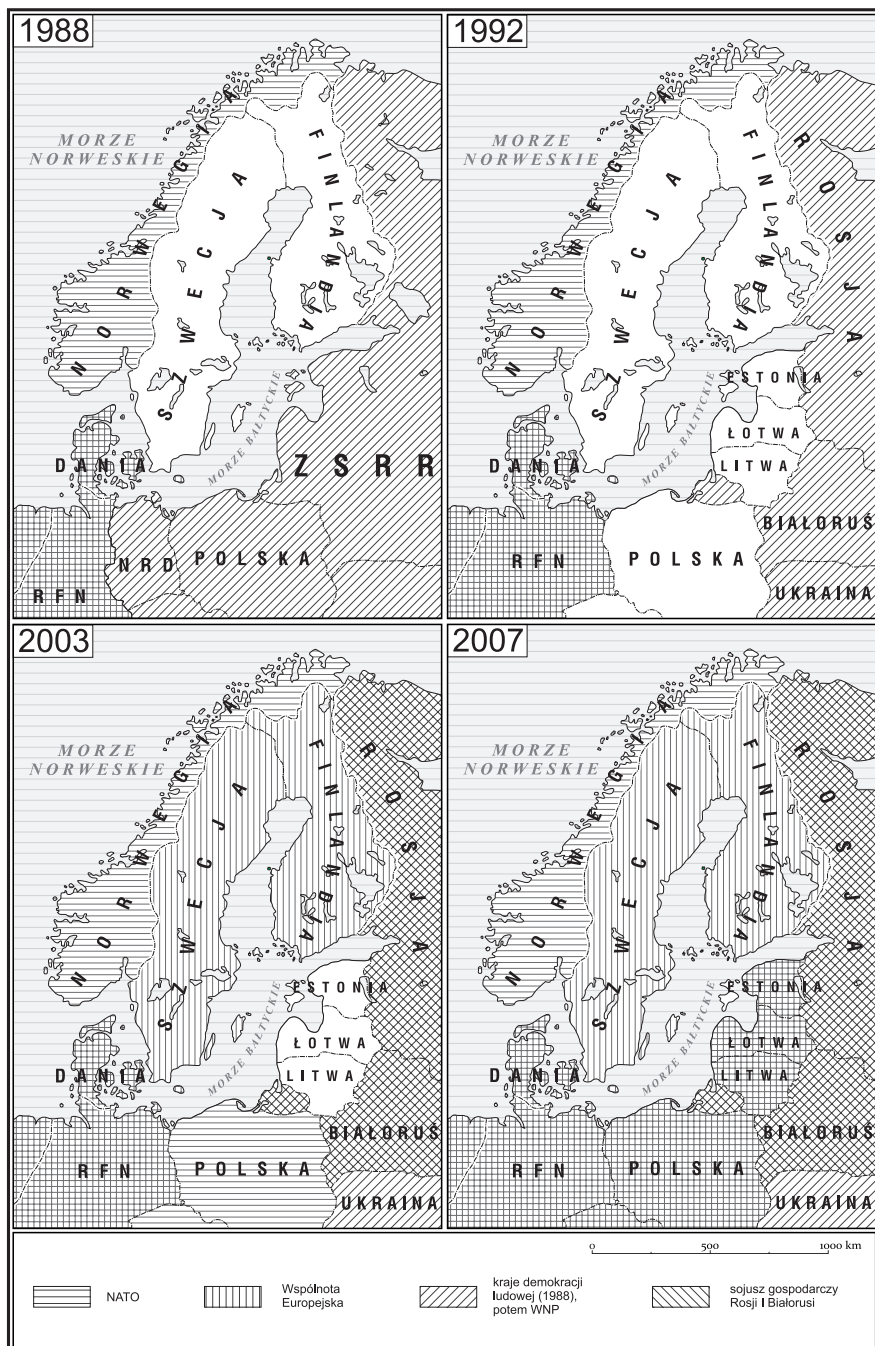 1988
MORZE
NORWESKIE
NORWEGIA
SZWECJA
FINLANDJA
MORZE BAŁTYCKIE
DANIA
ZSRR
RFN
NRD
POLSKA
1992
MORZE
NORWESKIE
NORWEGIA
SZWECJA
FINLANDJA
ROSJA
MORZE BAŁTYCKIE
ESTONIA
ŁOTWA
LITWA
DANIA
BIAŁORUŚ
RFN
POLSKA
UKRAINA
2003
MORZE
NORWESKIE
NORWEGIA
SZWECJA
FINLANDJA
ROSJA
MORZE BAŁTYCKIE
ESTONIA
ŁOTWA
LITWA
DANIA
BIAŁORUŚ
RFN
POLSKA
UKRAINA
2007
MORZE
NORWESKIE
NORWEGIA
SZWECJA
FINLANDJA
ROSJA
MORZE BAŁTYCKIE
ESTONIA
ŁOTWA
LITWA
DANIA
BIAŁORUŚ
RFN
POLSKA
UKRAINA
0 500 1000 km
NATO
Wspólnota
Europejska
kraje demokracji
ludowej (1988),
potem WNP
sojusz gospodarczy
Rosji I Białorusi